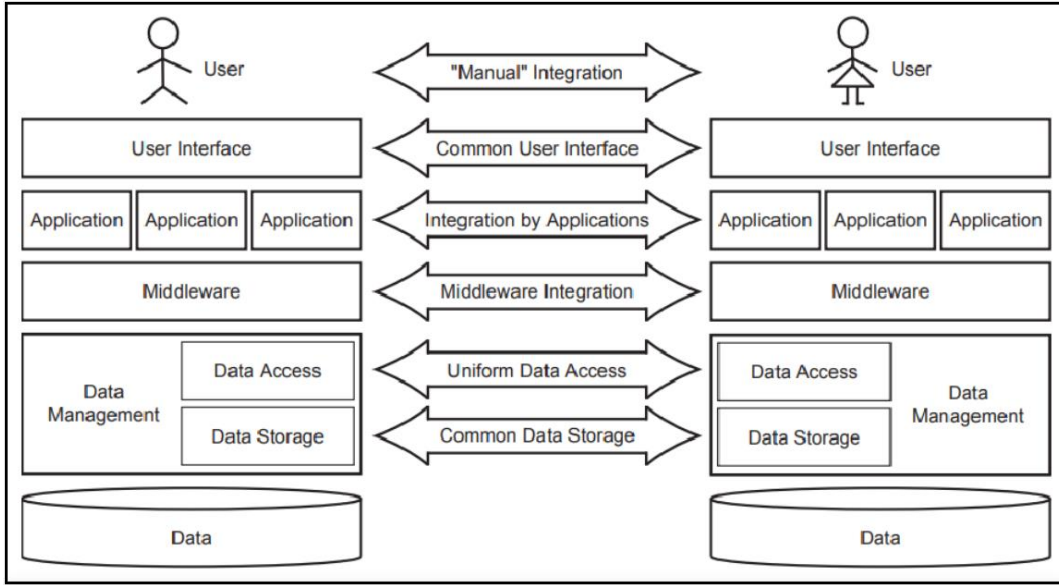 User
"Manual" Integration
User
User Interface
Common User Interface
User Interface
Application
Application
Application
Integration by Applications
Application
Application
Application
Middleware
Middleware Integration
Middleware
Data
Management
Data Access
Uniform Data Access
Data Access
Data
Management
Data Storage
Common Data Storage
Data Storage
Data
Data